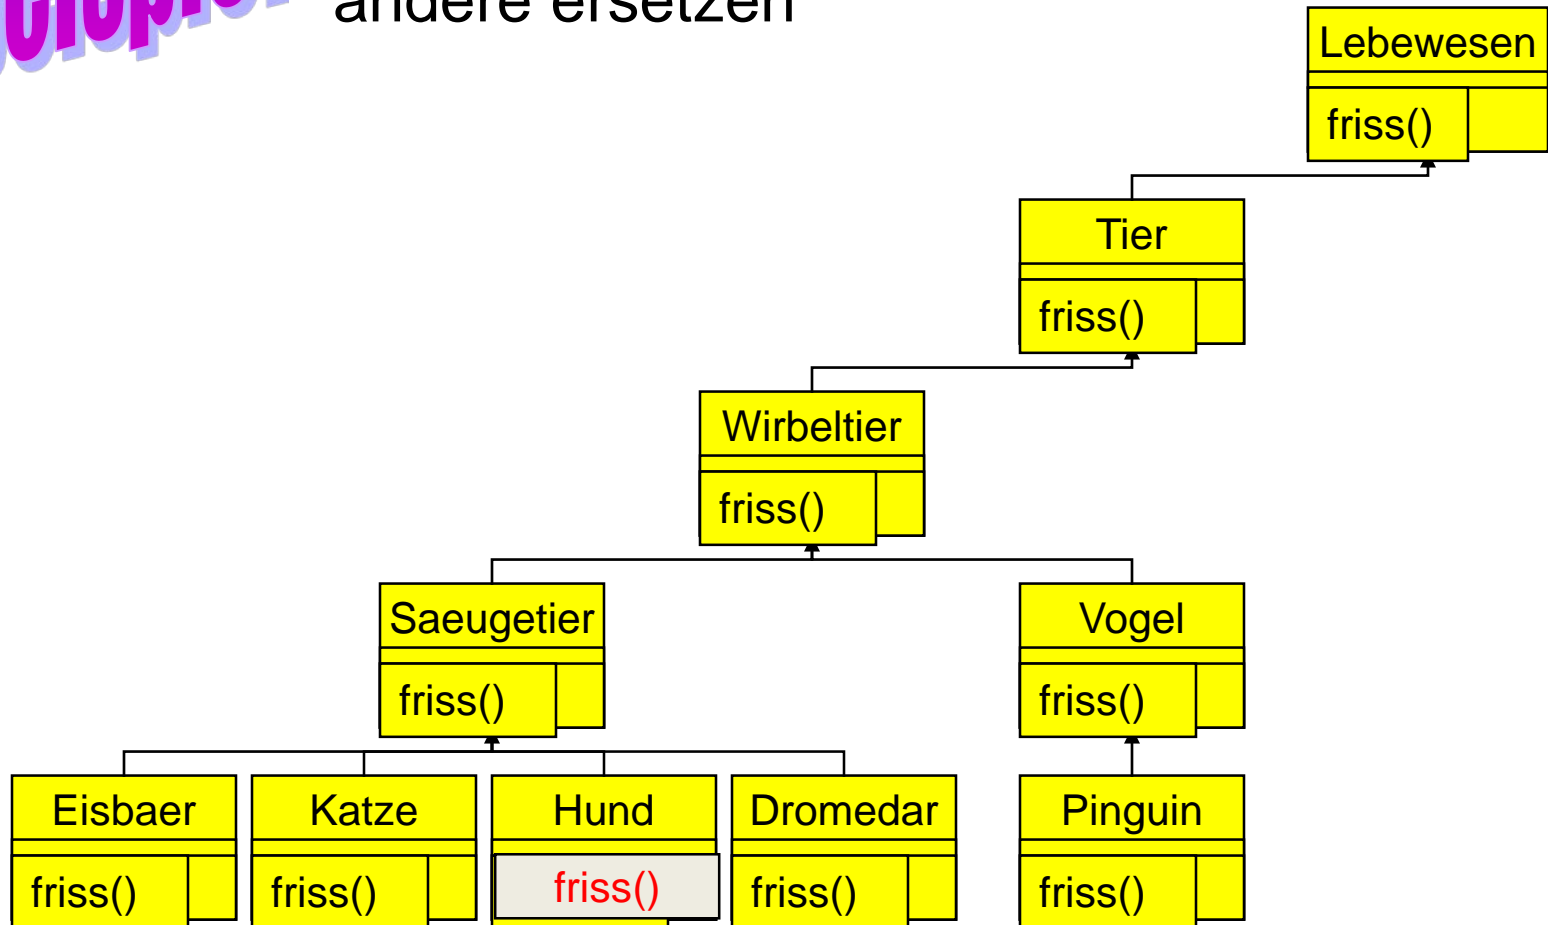 andere ersetzen
Lebewesen
friss()
Tier
friss()
Wirbeltier
friss()
Saeugetier
Vogel
friss()
friss()
Eisbaer
Katze
Hund
Dromedar
Pinguin
friss()
friss()
friss()
friss()
friss()